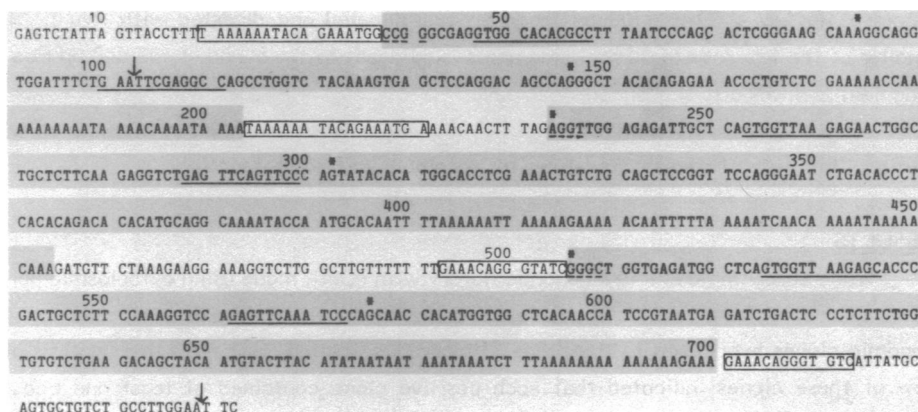 10 50 *
GAGTCTATTA GTTACCTTTT AAAAAATACA GAAATGGCCG GGCGAGGTGG CACACGCCTT TAATCCCAGC ACTCGGGAAG CAAAGGCAGG
100 * 150
TGGATTTCTG AATTCGAGGC CAGCCTGGTC TACAAAGTGA GCTCCAGGAC AGCCAGGGCT ACACAGAGAA ACCCTGTCTC GAAAAACCAA
200 * 250
AAAAAAAATA AAACAAAATA AAATAAAAAA TACAGAAATG AAAACAACTT TAGAGGTTGG AGAGATTGCT CAGTGGTTAA GAGAACTGGC
300 * 350
TGCTCTTCAA GAGGTCTGAG TTCAGTTCCC AGTATACACA TGGCACCTCG AAACTGTCTG CAGCTCCGGT TCCAGGGAAT CTGACACCCT
400 450
CACACAGACA CACATGCAGG CAAAATACCA ATGCACAATT TTAAAAATTT AAAAAGAAAA ACAATTTTTA AAAATCAACA AAAATAAAAA
500 *
CAAAGATGTT CTAAAGAAGG AAAGGTCTTG GCTTGTTTTT TTGAAACAGG GTATCGGGCT GGTGAGATGG CTCAGTGGTT AAGAGCACCC
550 * 600
GACTGCTCTT CCAAAGGTCC AGAGTTCAAA TCCCAGCAAC CACATGGTGG CTCACAACCA TCCGTAATGA GATCTGACTC CCTCTTCTGG
650 700
TGTGTCTGAA GACAGCTACA ATGTACTTAC ATATAATAAT AAATAAATCT TTAAAAAAAA AAAAAAGAAA GAAACAGGGT GTCATTATGC
AGTGCTGTCT GCCTTGGAAT TC